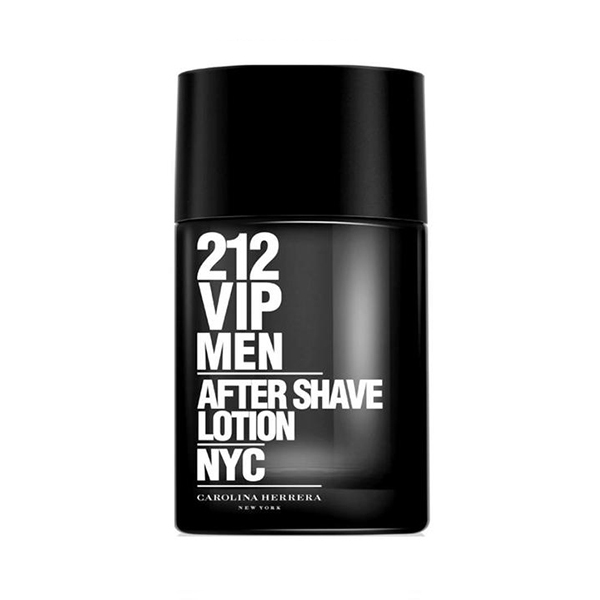 212
VIP
MEN
AFTER SHAVE
LOTION
NYC
CAROLINA HERRERA
NEW YORK